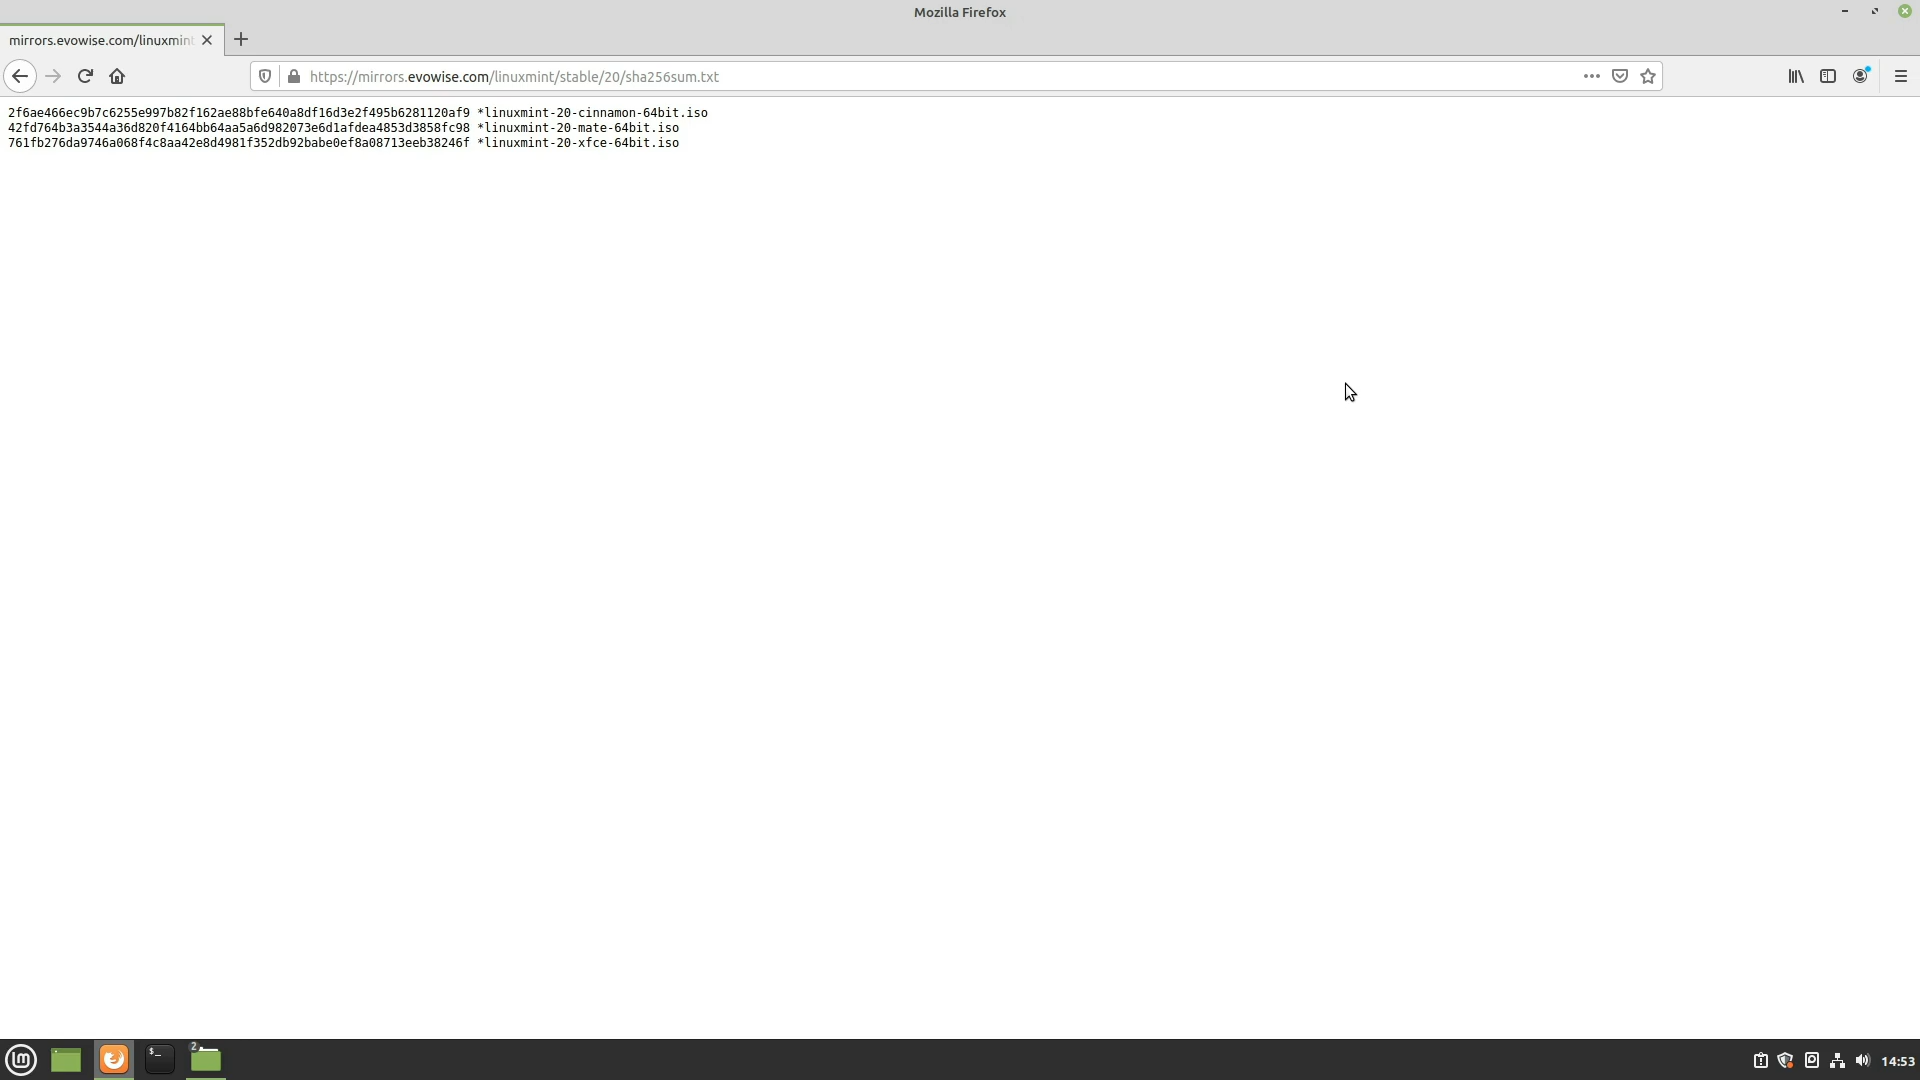 Mozilla Firefox
mirrors.evowise.com/linuxmint
https://mirrors.evowise.com/linuxmint/stable/20/sha256sum.txt
2f6ae466ec9b7c6255e997b82f162ae88bfe640a8df16d3e2f495b6281120af9 *linuxmint-20-cinnamon-64bit.iso
42fd764b3a3544a36d820f4164bb64aa5a6d982073e6d1afdea4853d3858fc98 *linuxmint-20-mate-64bit.iso
761fb276da9746a068f4c8aa42e8d4981f352db92babe0ef8a08713eeb38246f *linuxmint-20-xfce-64bit.iso
2
14:53